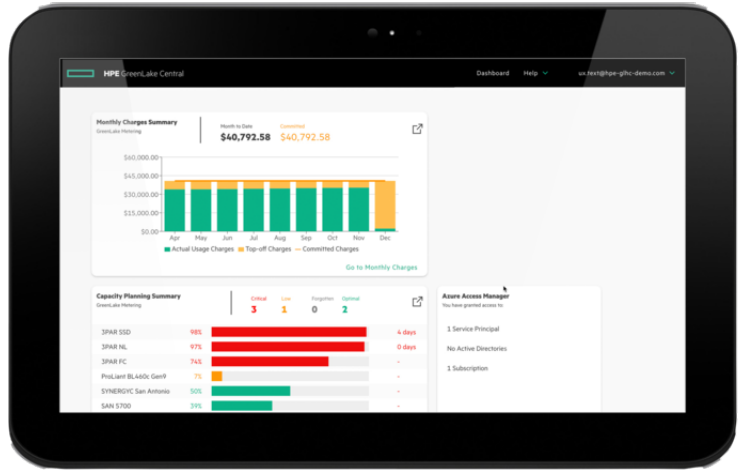 HPE GreenLake Central
Dashboard Help ux.text@hpe-glhc-demo.com
Monthly Charges Summary
GreenLake Metering
Month to Date
$40,792.58
Committed
$40,792.58
$60,000.00
$45,000.00
$30,000.00
$15,000.00
$0.00
Apr May Jun Jul Aug Sep Oct Nov Dec
Actual Usage Charges Top-off Charges Committed Charges
Go to Monthly Charges
Capacity Planning Summary
GreenLake Metering
Critical Low Forgotten Optimal
3 1 0 2
3PAR SSD 98% 4 days
3PAR NL 97% 0 days
3PAR FC 74% -
ProLiant BL460c Gen9 7% -
SYNERGYC San Antonio 50% -
SAN 5700 39% -
Azure Access Manager
You have granted access to
1 Service Principal
No Active Directories
1 Subscription